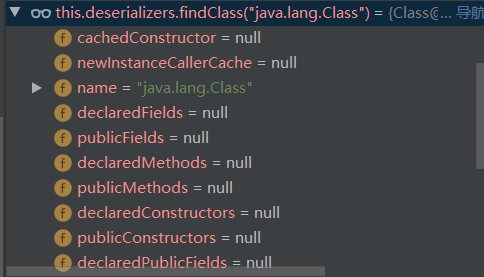 this.deserializers.findClass("java.lang.Class") = {Class@... 导航
cachedConstructor = null
newInstanceCallerCache = null
name = "java.lang.Class"
declaredFields = null
publicFields = null
declaredMethods = null
publicMethods = null
declaredConstructors = null
publicConstructors = null
declaredPublicFields = null